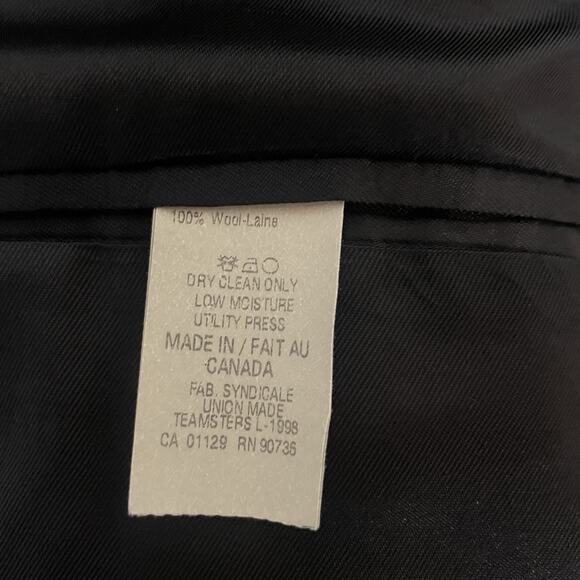 100% Wool-Laine
DRY CLEAN ONLY
LOW MOISTURE
UTILITY PRESS
MADE IN / FAIT AU
CANADA
FAB. SYNDICALE
UNION MADE
TEAMSTERS L-1998
CA 01129 RN 90736